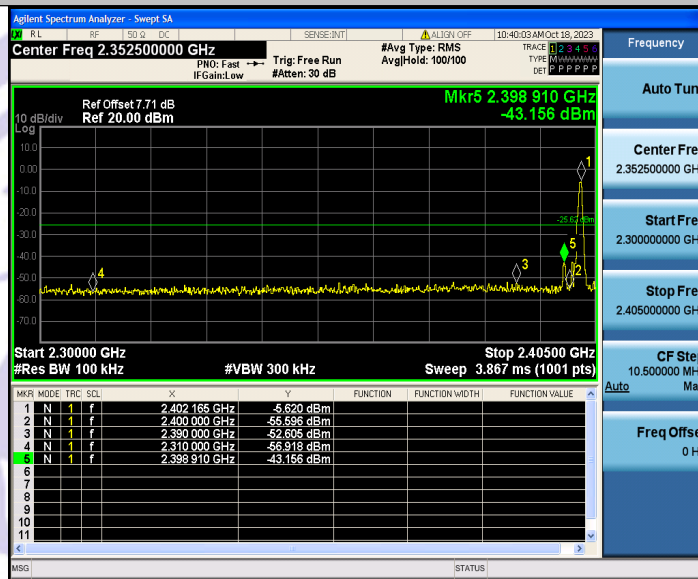 Agilent Spectrum Analyzer - Swept SA
RL RF 50 Ω DC SENSE:INT ALIGN OFF 10:40:03 AM Oct 18, 2023
Center Freq 2.352500000 GHz
PNO: Fast
IFGain:Low
Trig: Free Run
#Atten: 30 dB
#Avg Type: RMS
Avg|Hold: 100/100
TRACE 1 2 3 4 5 6
TYPE M
DET P P P P P P
Frequency
Auto Tun
Center Fre
2.352500000 GH
Start Fre
2.300000000 GH
Stop Fre
2.405000000 GH
CF Ste
10.500000 MH
Auto Ma
Freq Offse
0 H
Mkr5 2.398 910 GHz
-43.156 dBm
Ref Offset 7.71 dB
10 dB/div Ref 20.00 dBm
Log
10.0
0.00
-10.0
-20.0
-30.0
-40.0
-50.0
-60.0
-70.0
1
5
3
2
4
Start 2.30000 GHz Stop 2.40500 GHz
#Res BW 100 kHz #VBW 300 kHz Sweep 3.867 ms (1001 pts)
MKR MODE TRC SCL X Y FUNCTION FUNCTION WIDTH FUNCTION VALUE
1 N 1 f 2.402 165 GHz -5.620 dBm
2 N 1 f 2.400 000 GHz -55.596 dBm
3 N 1 f 2.390 000 GHz -52.605 dBm
4 N 1 f 2.310 000 GHz -56.918 dBm
5 N 1 f 2.398 910 GHz -43.156 dBm
6
7
8
9
10
11
MSG STATUS